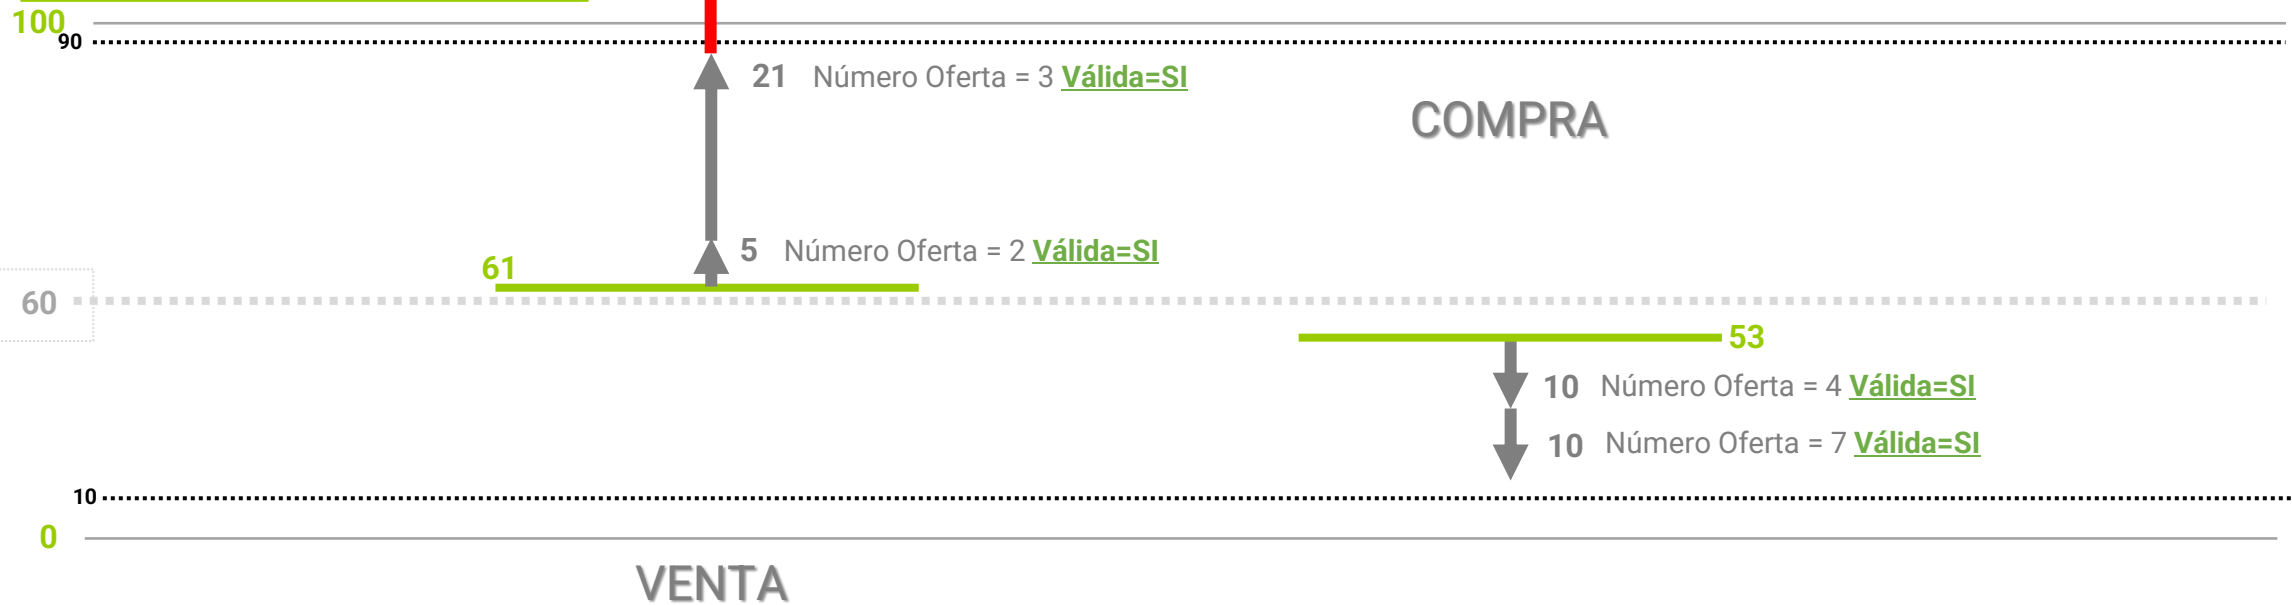 100
90
21 Número Oferta = 3 Válida=SI
COMPRA
5 Número Oferta = 2 Válida=SI
61
60
53
10 Número Oferta = 4 Válida=SI
10 Número Oferta = 7 Válida=SI
10
0
VENTA